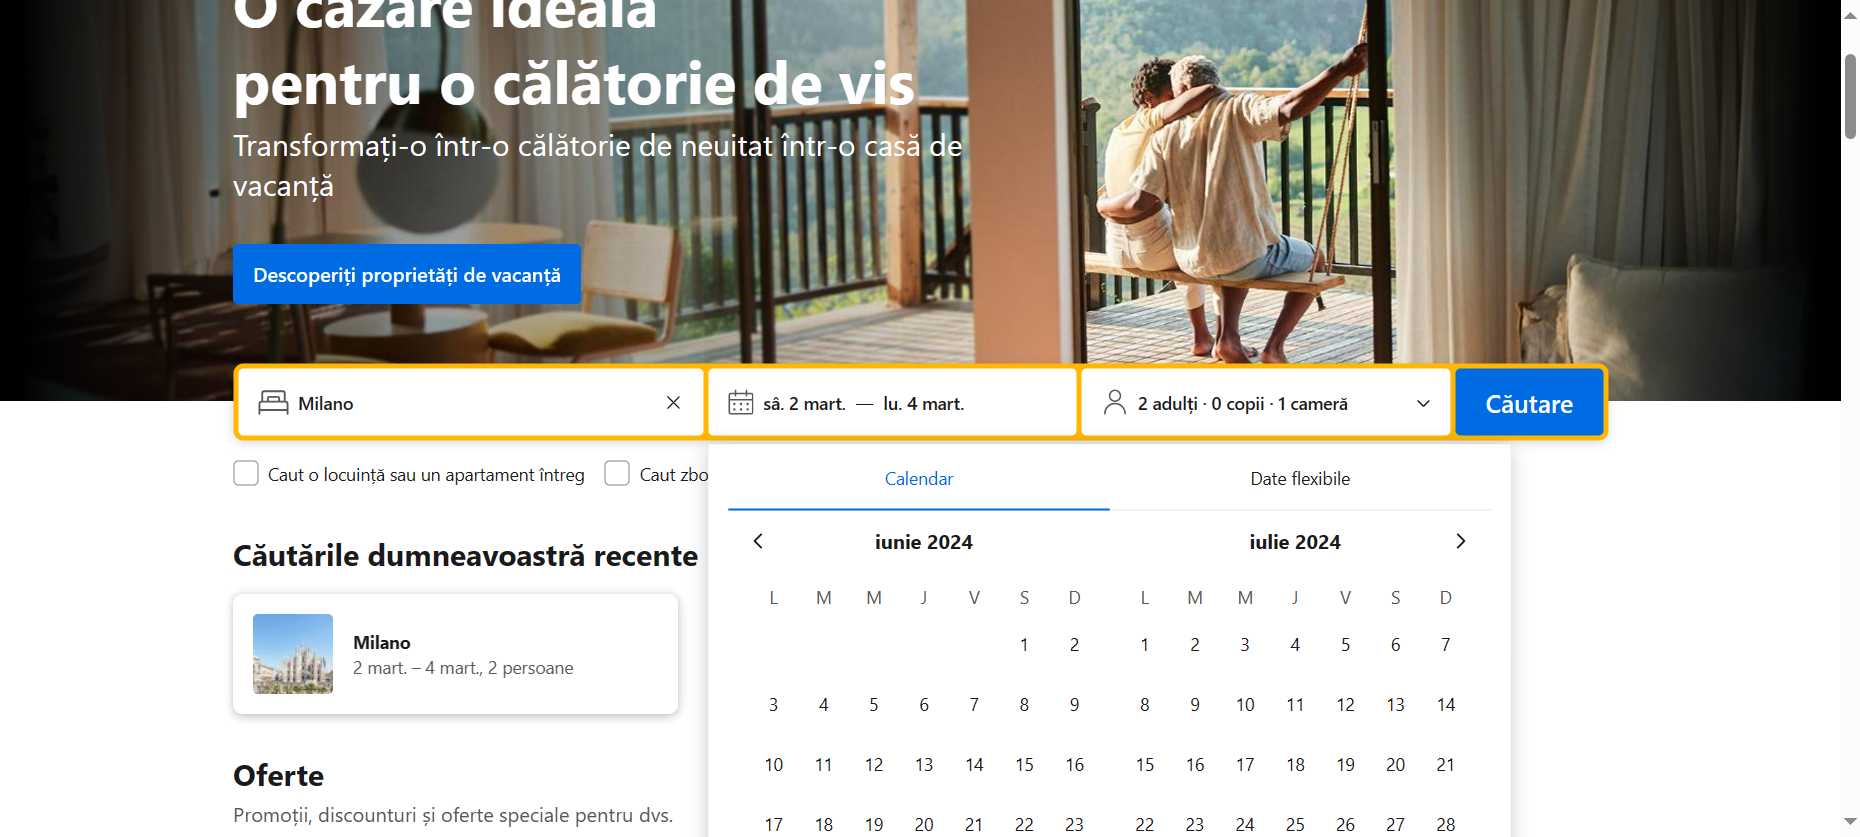 O cazare ideală
pentru o călătorie de vis
Transformați-o într-o călătorie de neuitat într-o casă de
vacanță
Descoperiți proprietăți de vacanță
Milano
sâ. 2 mart. — lu. 4 mart.
2 adulți · 0 copii · 1 cameră
Căutare
Caut o locuință sau un apartament întreg
Caut zbo
Calendar
Date flexibile
Căutările dumneavoastră recente
Milano
2 mart. – 4 mart., 2 persoane
Oferte
Promoții, discounturi și oferte speciale pentru dvs.
iunie 2024
L M M J V S D
1 2
3 4 5 6 7 8 9
10 11 12 13 14 15 16
17 18 19 20 21 22 23
iulie 2024
L M M J V S D
1 2 3 4 5 6 7
8 9 10 11 12 13 14
15 16 17 18 19 20 21
22 23 24 25 26 27 28